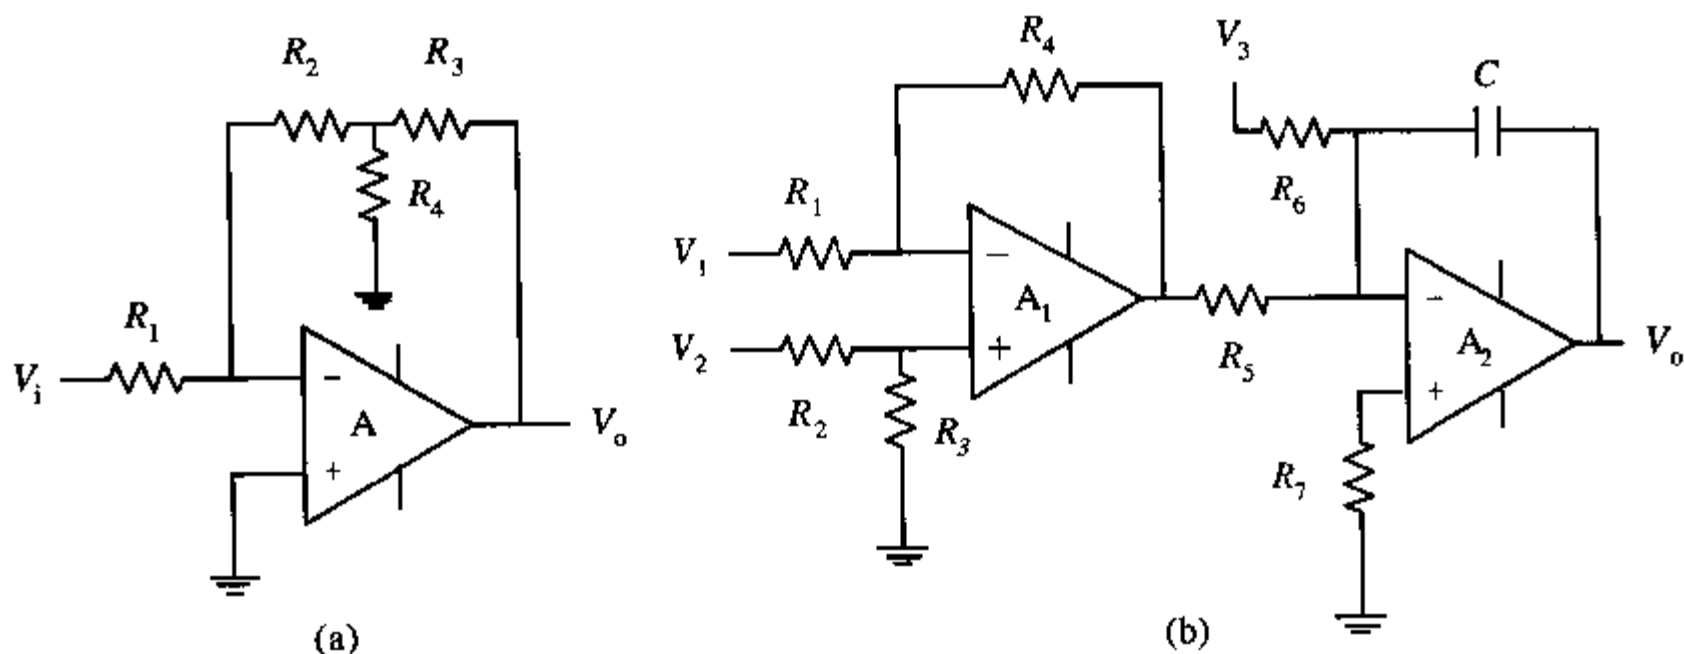 R₂
R₃
R₄
R₁
Vᵢ
−
A
+
Vₒ
(a)
R₄
V₃
C
R₆
R₁
V₁
−
A₁
+
V₂
R₂
R₃
R₅
−
A₂
+
Vₒ
R₇
(b)